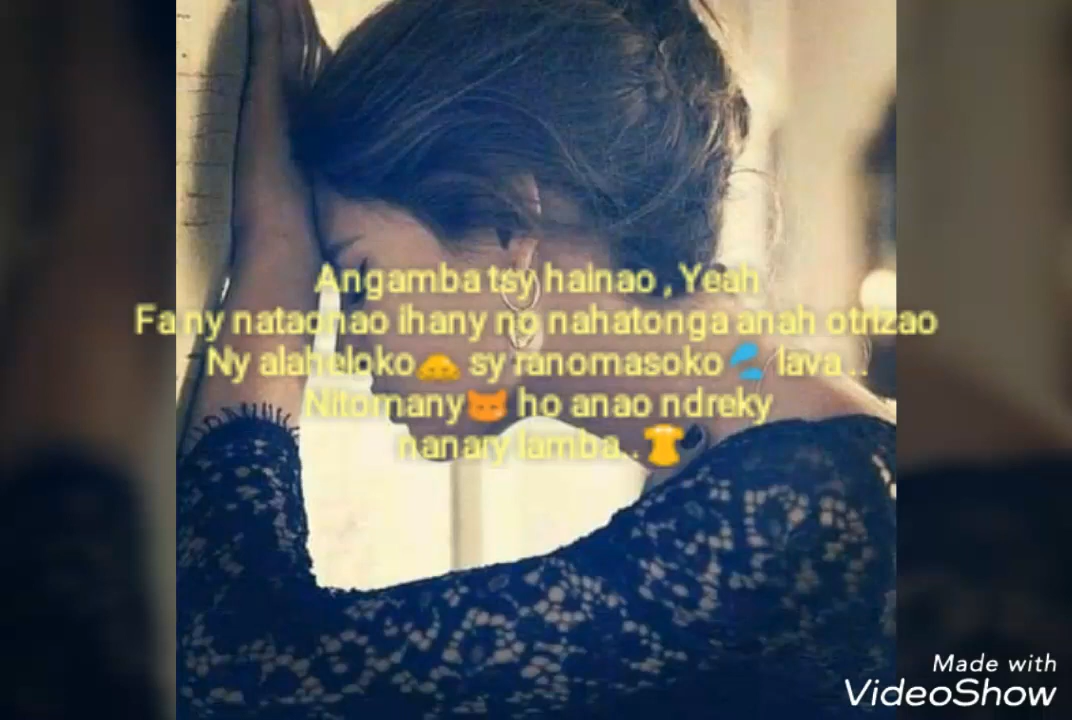 Angamba tsy hainao , Yeah
Fa ny nataonao ihany no nahatonga anah otrizao
Ny alaheloko🙇 sy ranomasoko💦 lava ..
Nitomany😿 ho anao ndreky
nanary lamba..👚
Made with
VideoShow